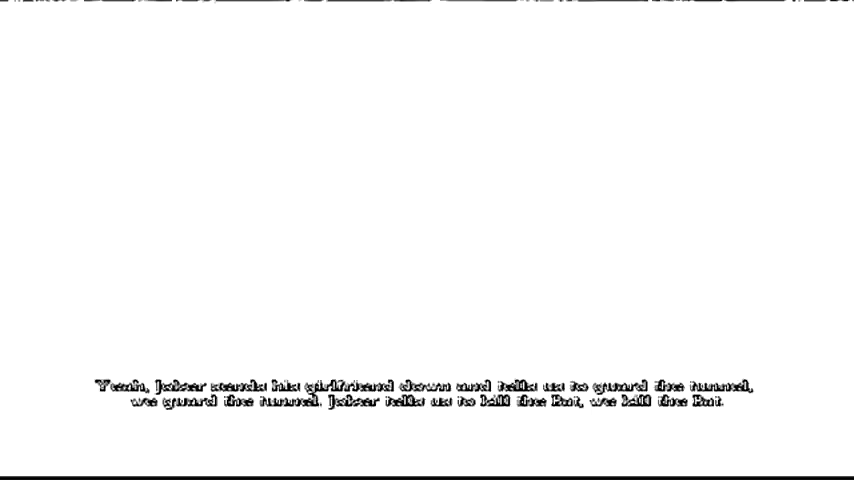 Yeah, Joker sends his girlfriend down and tells us to guard the tunnel,
we guard the tunnel. Joker tells us to kill the Bat, we kill the Bat.